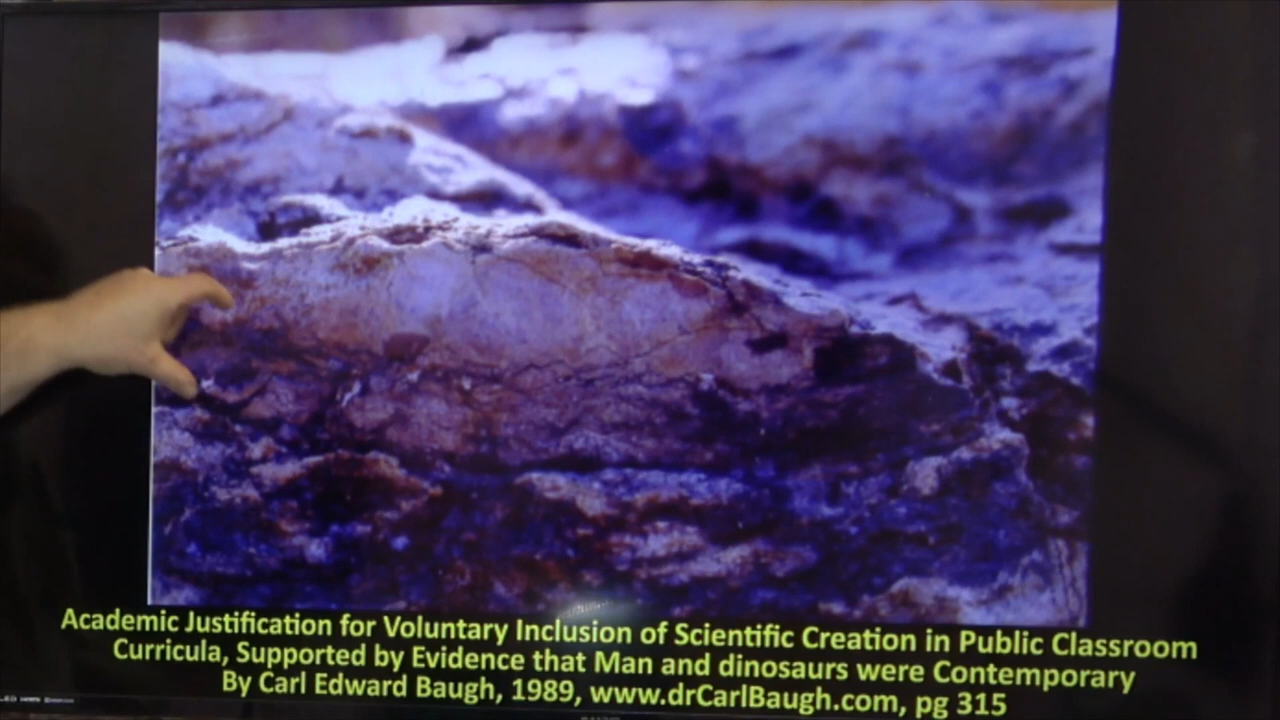 Academic Justification for Voluntary Inclusion of Scientific Creation in Public Classroom
Curricula, Supported by Evidence that Man and dinosaurs were Contemporary
By Carl Edward Baugh, 1989, www.drCarlBaugh.com, pg 315